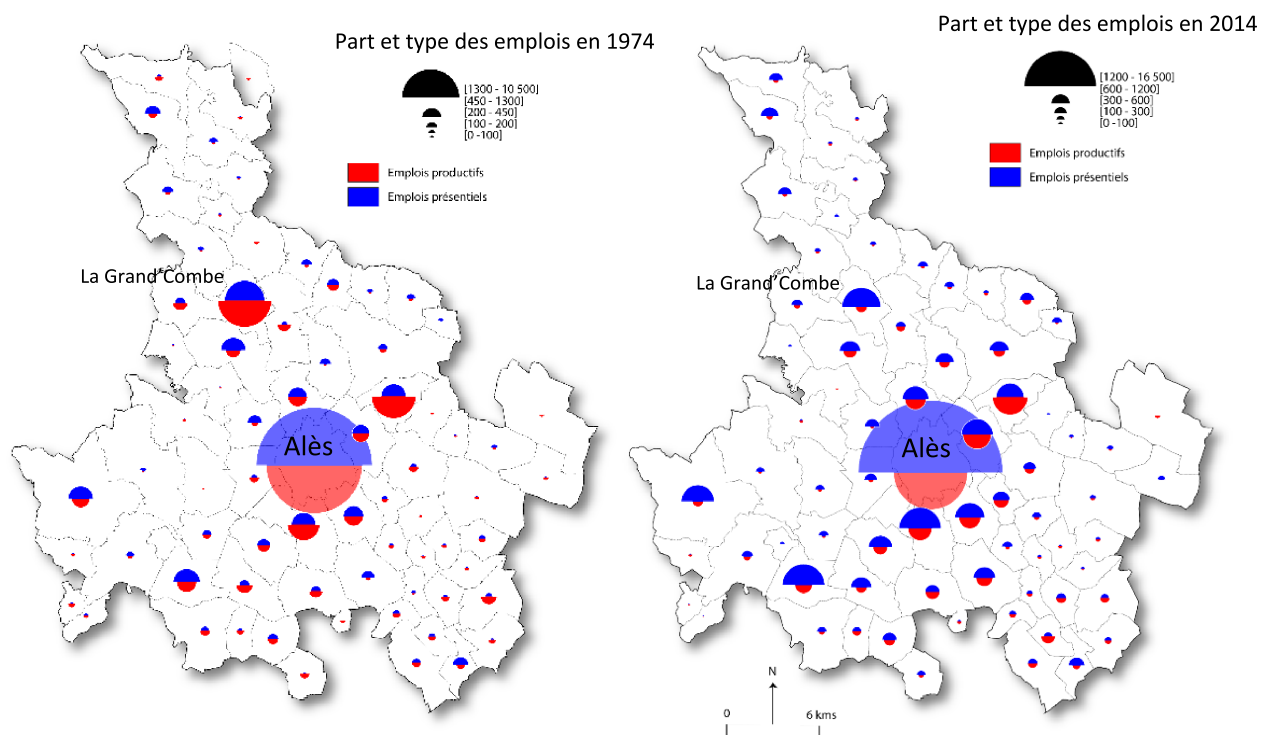 Part et type des emplois en 1974
[1300 - 10 500]
[450 - 1300]
[200 - 450]
[100 - 200]
[0 -100]
Emplois productifs
Emplois présentiels
La Grand'Combe
Alès
Part et type des emplois en 2014
[1200 - 16 500]
[600 - 1200]
[300 - 600]
[100 - 300]
[0 -100]
Emplois productifs
Emplois présentiels
La Grand'Combe
Alès
N
0 6 kms